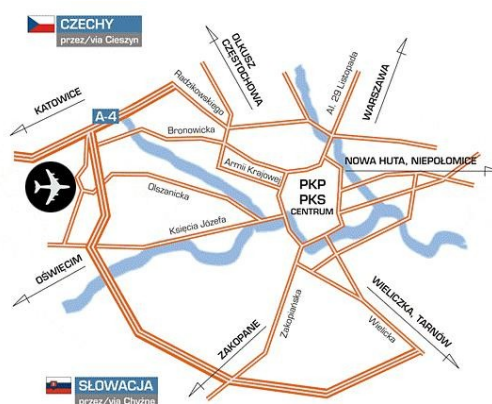 CZECHY
przez/via Cieszyn
OLKUSZ
CZĘSTOCHOWA
Al. 29 Listopada
WARSZAWA
Radzikowskiego
KATOWICE
A-4
Bronowicka
Armii Krajowej
NOWA HUTA, NIEPOŁOMICE
PKP
PKS
CENTRUM
Olszanicka
Księcia Józefa
OŚWIĘCIM
WIELICZKA, TARNÓW
Zakopiańska
Wielicka
ZAKOPANE
SŁOWACJA
przez/via Chyżne